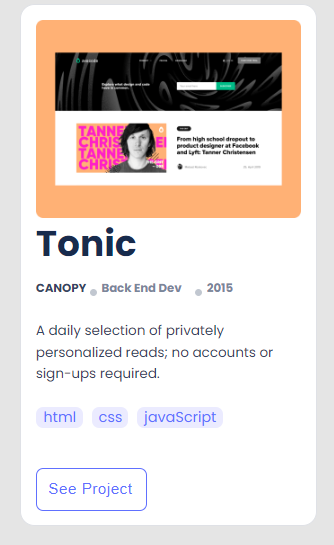 TANNER
CHRIS
From high school dropout to
product designer at Facebook
and Lyft: Tanner Christensen
Tonic
CANOPY Back End Dev 2015
A daily selection of privately
personalized reads; no accounts or
sign-ups required.
html css javaScript
See Project